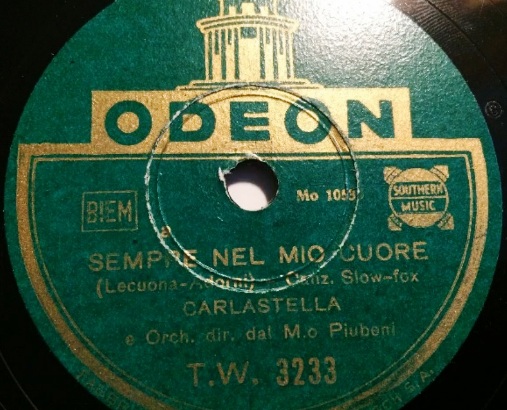 ODEON
BIEM
Mo 1053
SOUTHERN
MUSIC
SEMPRE NEL MIO CUORE
(Lecuona-Adorni) - Canz. Slow-fox
CARLASTELLA
e Orch. dir. dal M.o Piubeni
T.W. 3233